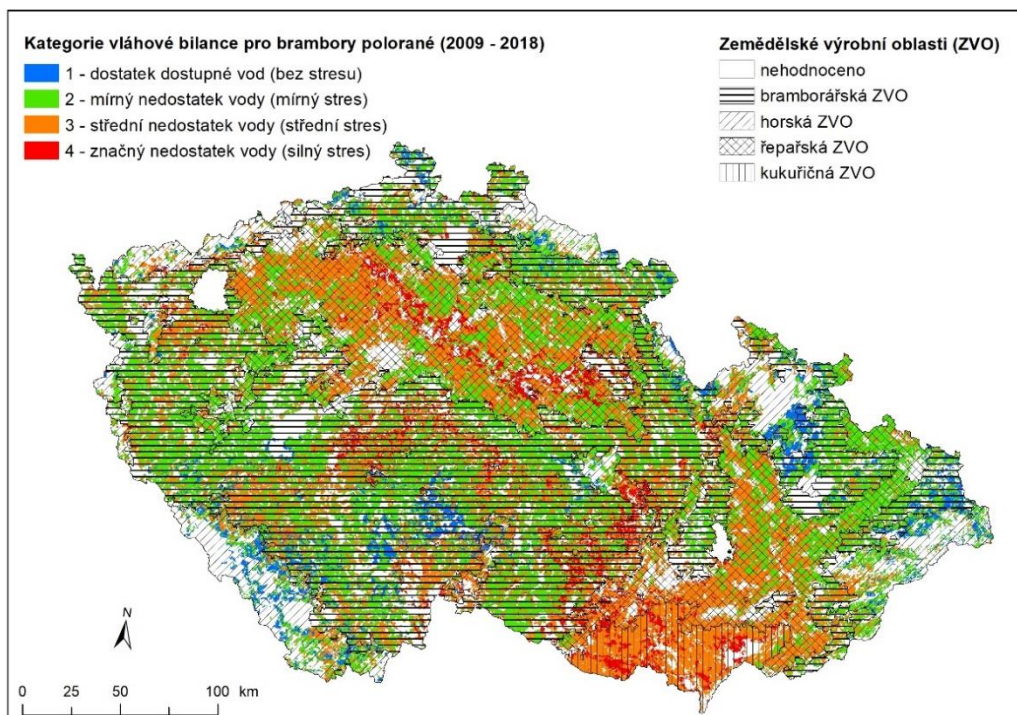 Kategorie vláhové bilance pro brambory polorané (2009 - 2018)
1 - dostatek dostupné vod (bez stresu)
2 - mírný nedostatek vody (mírný stres)
3 - střední nedostatek vody (střední stres)
4 - značný nedostatek vody (silný stres)
Zemědělské výrobní oblasti (ZVO)
nehodnoceno
bramborářská ZVO
horská ZVO
řepařská ZVO
kukuřičná ZVO
N
0 25 50 100 km